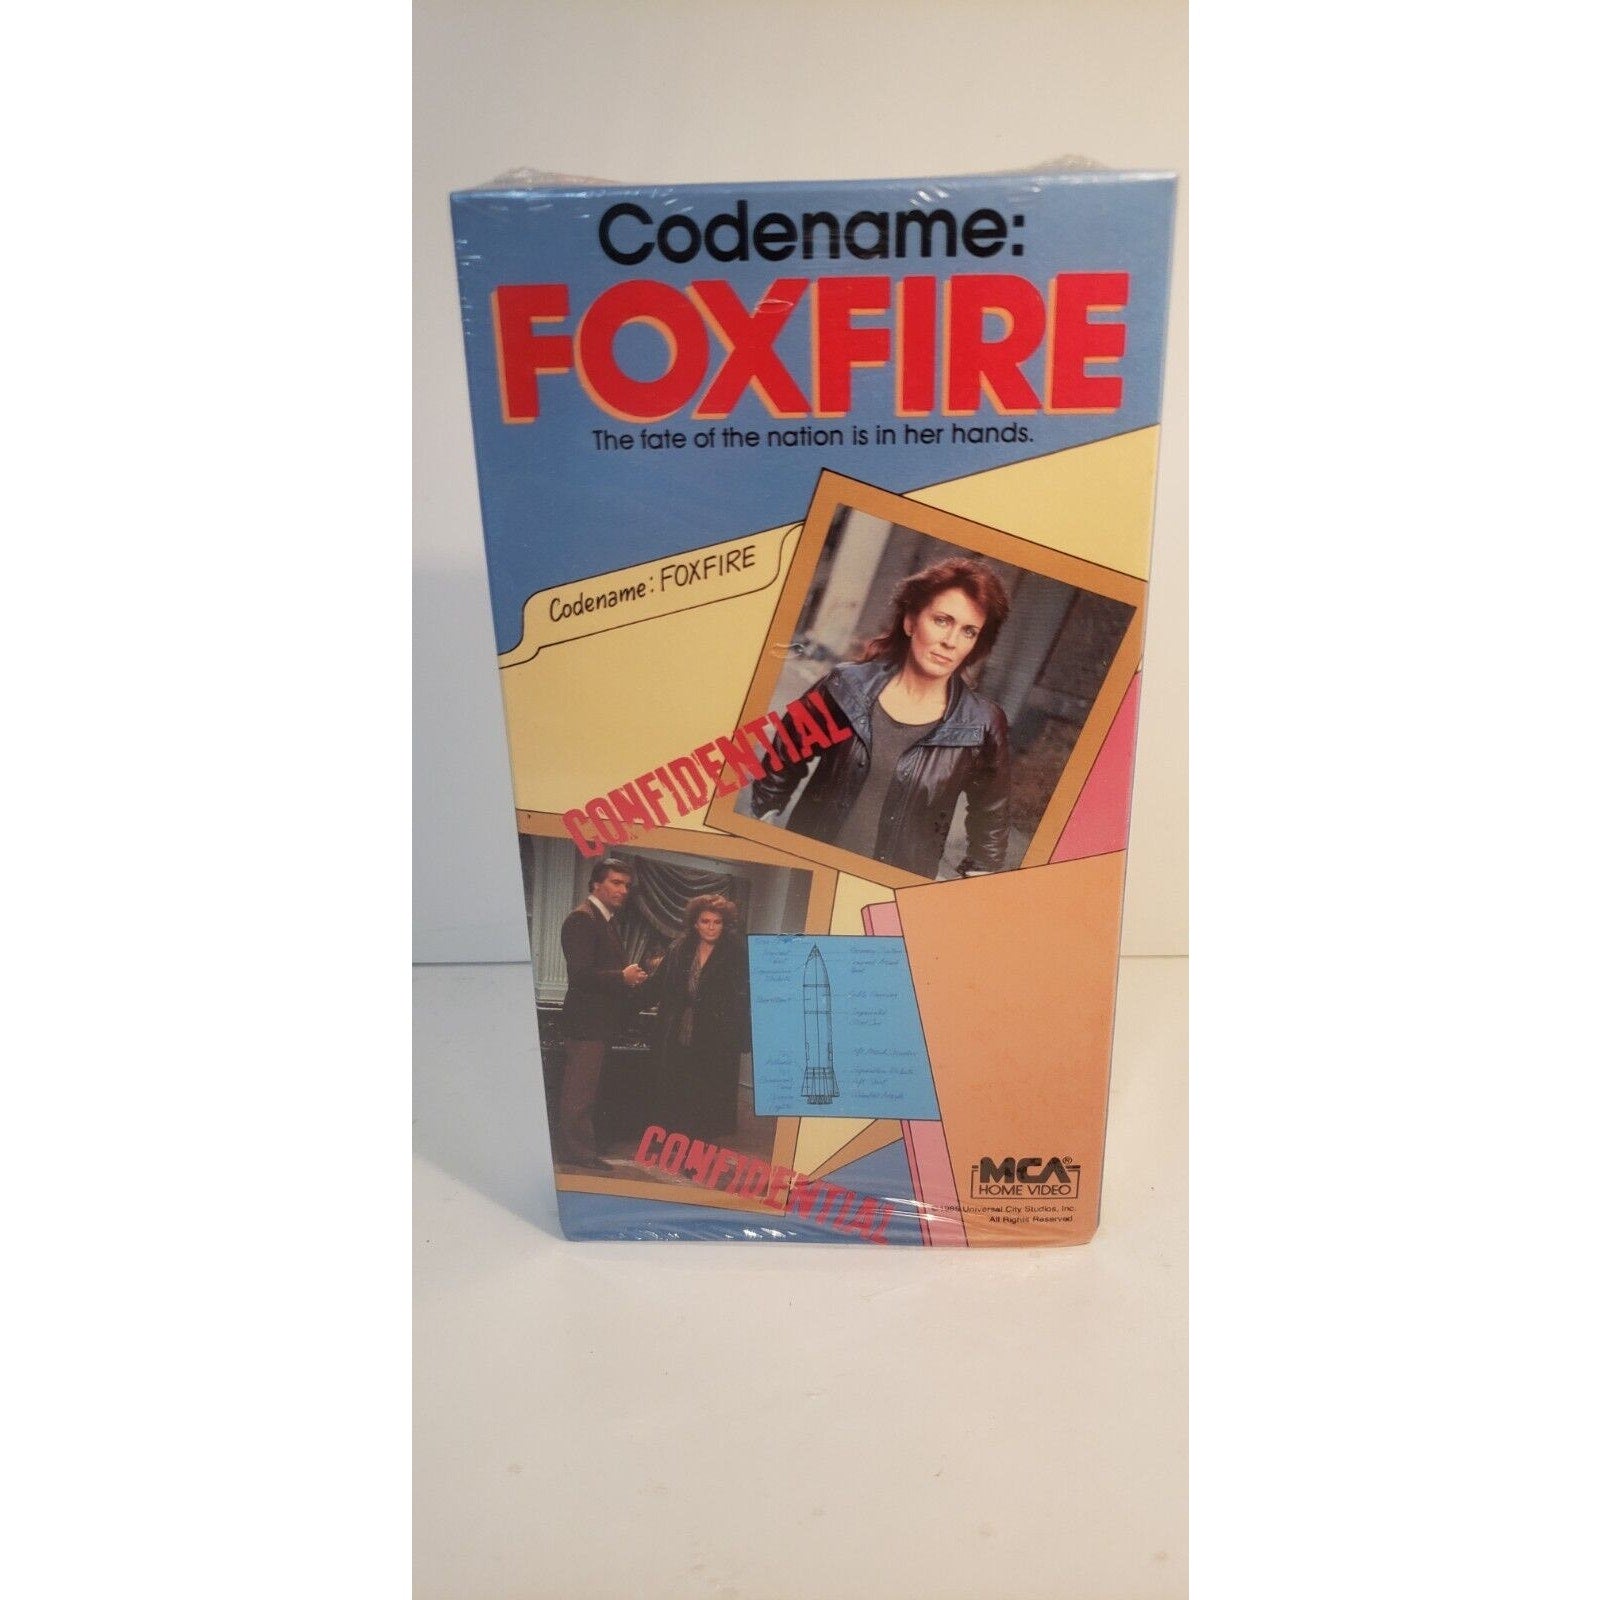 Codename:
FOXFIRE
The fate of the nation is in her hands.
Codename: FOXFIRE
CONFIDENTIAL
CONFIDENTIAL
MCA®
HOME VIDEO
©1985 Universal City Studios, Inc.
All Rights Reserved